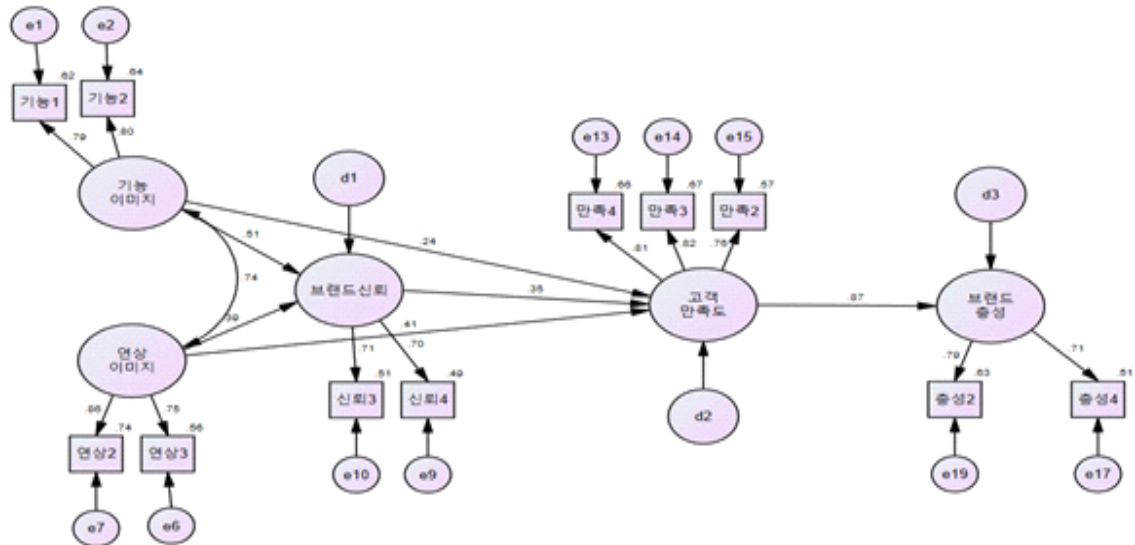 e1
e2
.62
.64
기능1
기능2
.79
.80
기능
이미지
d1
e13
e14
e15
.66
.67
.57
만족4
만족3
만족2
.81
.82
.76
d3
.51
.24
.74
브랜드신뢰
.35
고객
만족도
.87
브랜드
충성
.39
.41
연상
이미지
.71
.70
.51
.49
신뢰3
신뢰4
d2
.79
.71
.63
.51
충성2
충성4
.86
.75
.74
.56
연상2
연상3
e10
e9
e19
e17
e7
e6